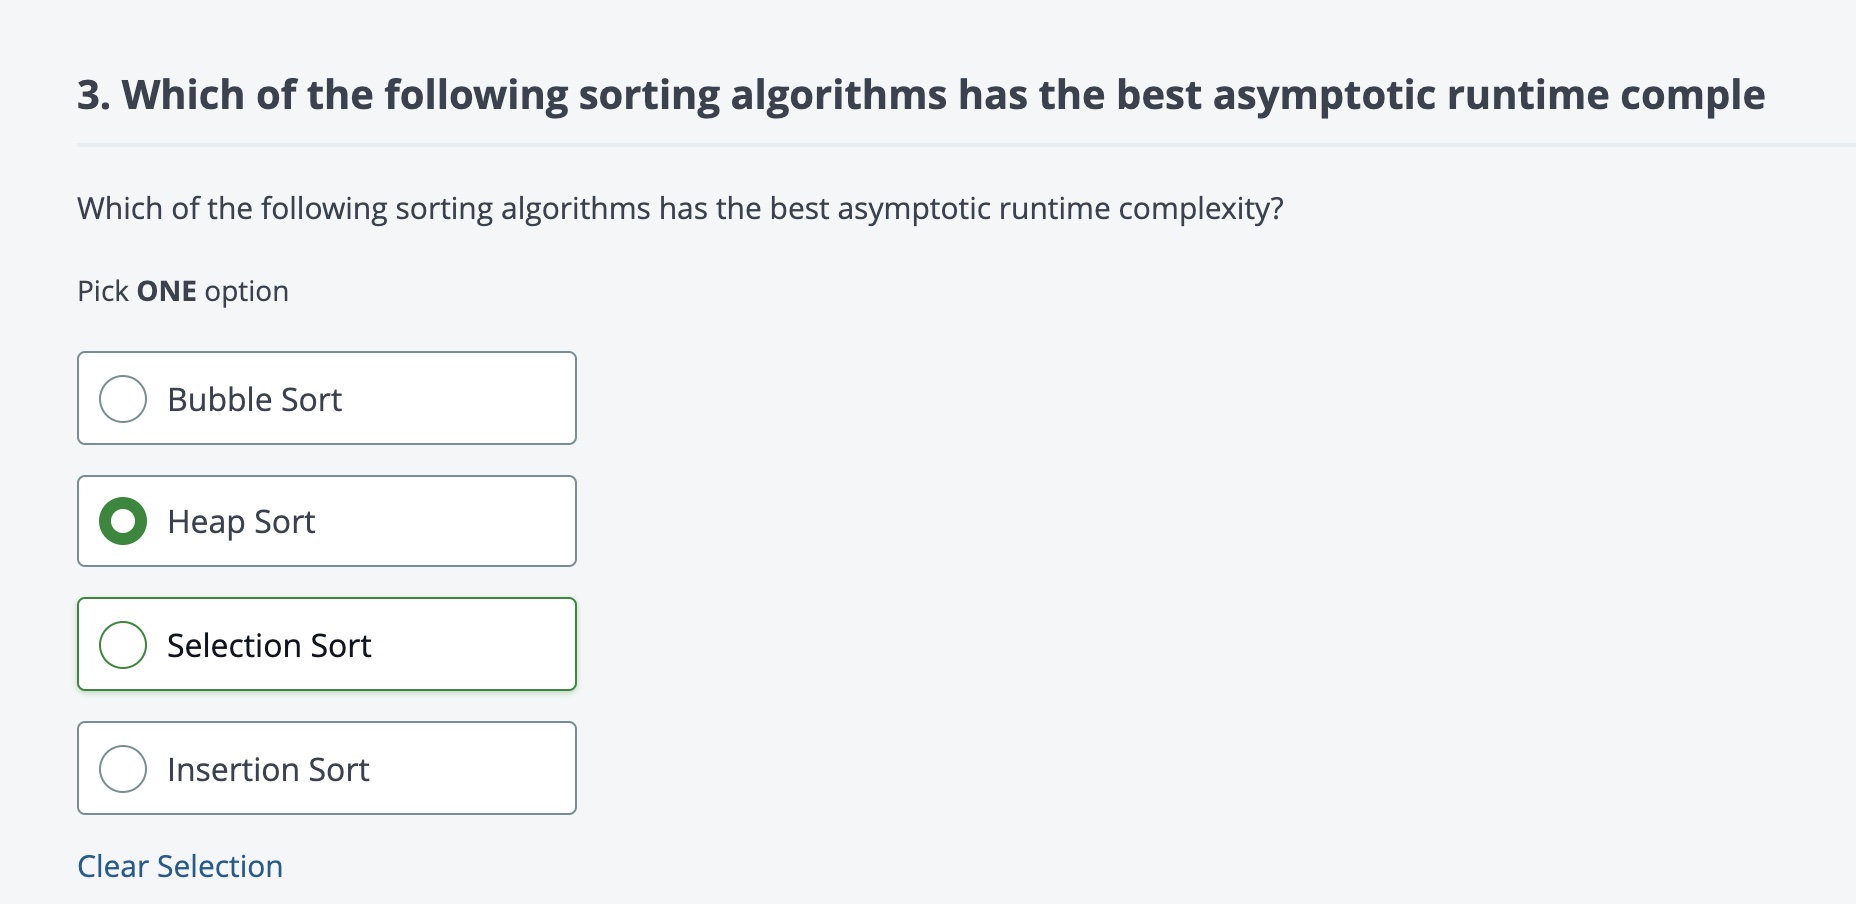 3. Which of the following sorting algorithms has the best asymptotic runtime comple
Which of the following sorting algorithms has the best asymptotic runtime complexity?
Pick ONE option
Bubble Sort
Heap Sort
Selection Sort
Insertion Sort
Clear Selection